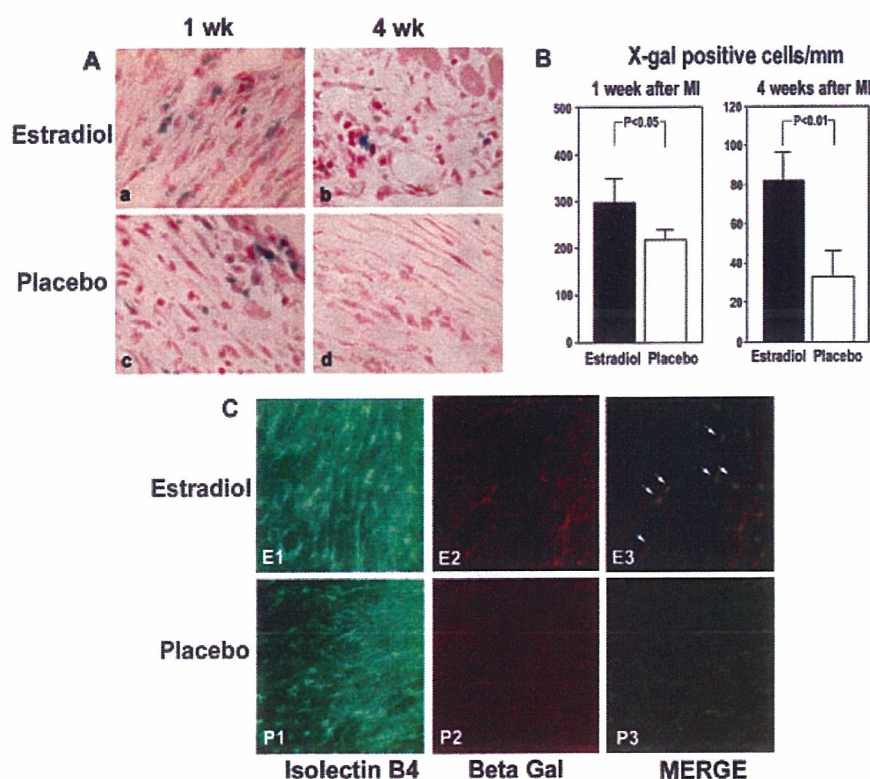 1 wk
4 wk
A
Estradiol
Placebo
a
b
c
d
B
X-gal positive cells/mm
1 week after MI
4 weeks after MI
500
400
300
200
100
0
P<0.05
Estradiol Placebo
120
100
80
60
40
20
0
P<0.01
Estradiol Placebo
C
Estradiol
Placebo
E1
E2
E3
P1
P2
P3
Isolectin B4
Beta Gal
MERGE